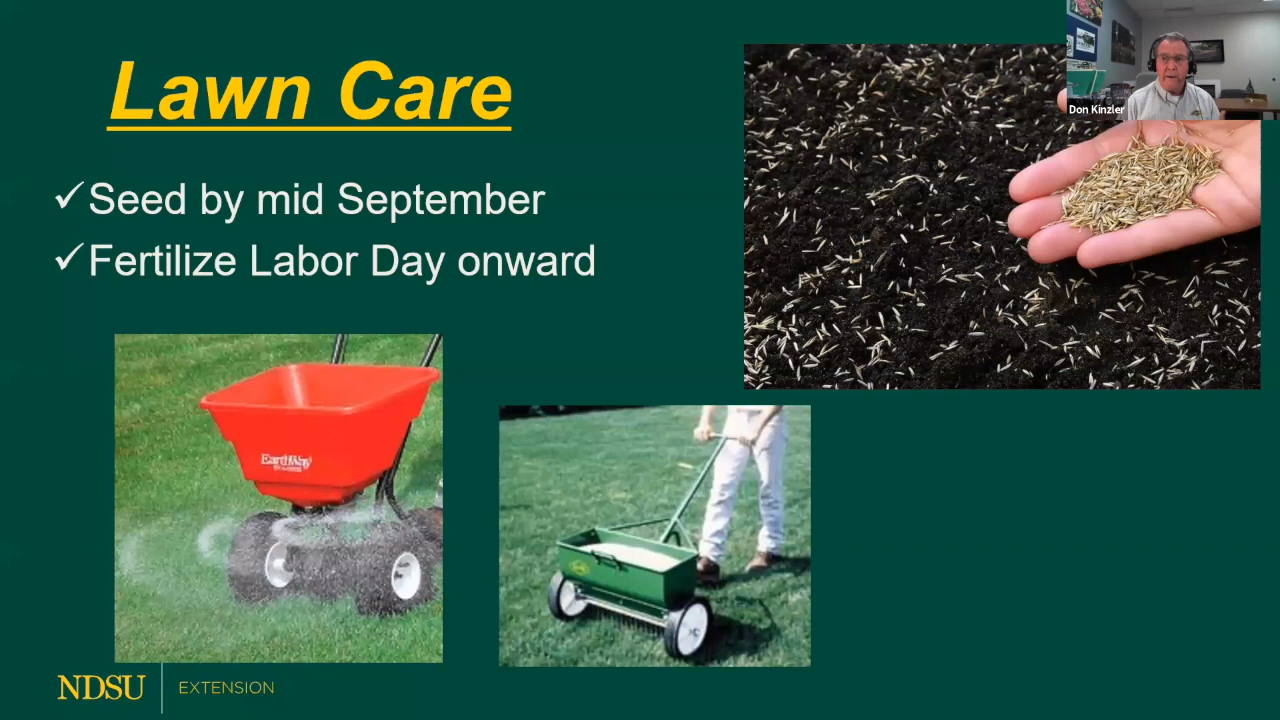 Lawn Care
Don Kinzler
✓Seed by mid September
✓Fertilize Labor Day onward
EarthWay
NDSU
EXTENSION